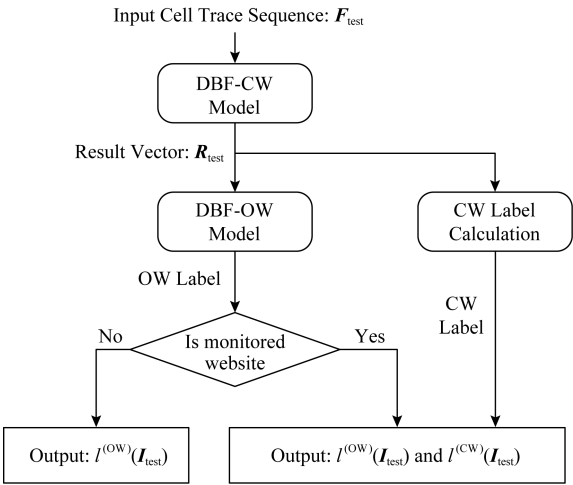 Input Cell Trace Sequence: F_test
DBF-CW
Model
Result Vector: R_test
DBF-OW
Model
CW Label
Calculation
OW Label
CW
Label
No
Is monitored
website
Yes
Output: l^(OW)(I_test)
Output: l^(OW)(I_test) and l^(CW)(I_test)